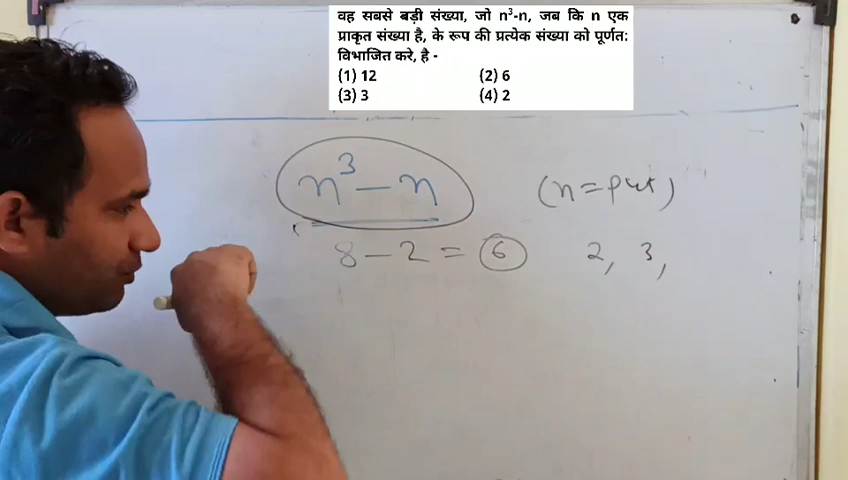 वह सबसे बड़ी संख्या, जो n³-n, जब कि n एक
प्राकृत संख्या है, के रूप की प्रत्येक संख्या को पूर्णत:
विभाजित करे, है -
(1) 12 (2) 6
(3) 3 (4) 2
n³ - n (n = put)
8 - 2 = 6 2, 3,